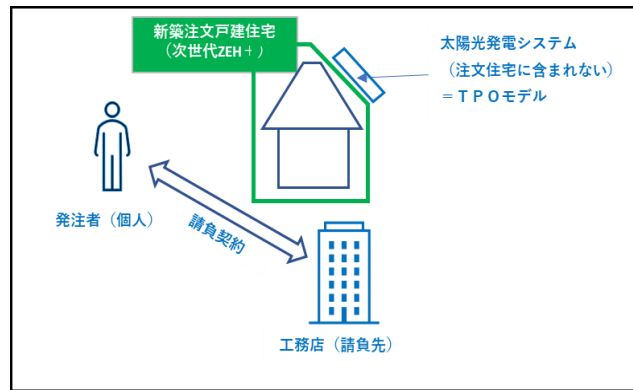 新築注文戸建住宅
（次世代ZEH＋）
太陽光発電システム
（注文住宅に含まれない）
＝ＴＰＯモデル
発注者（個人）
請負契約
工務店（請負先）